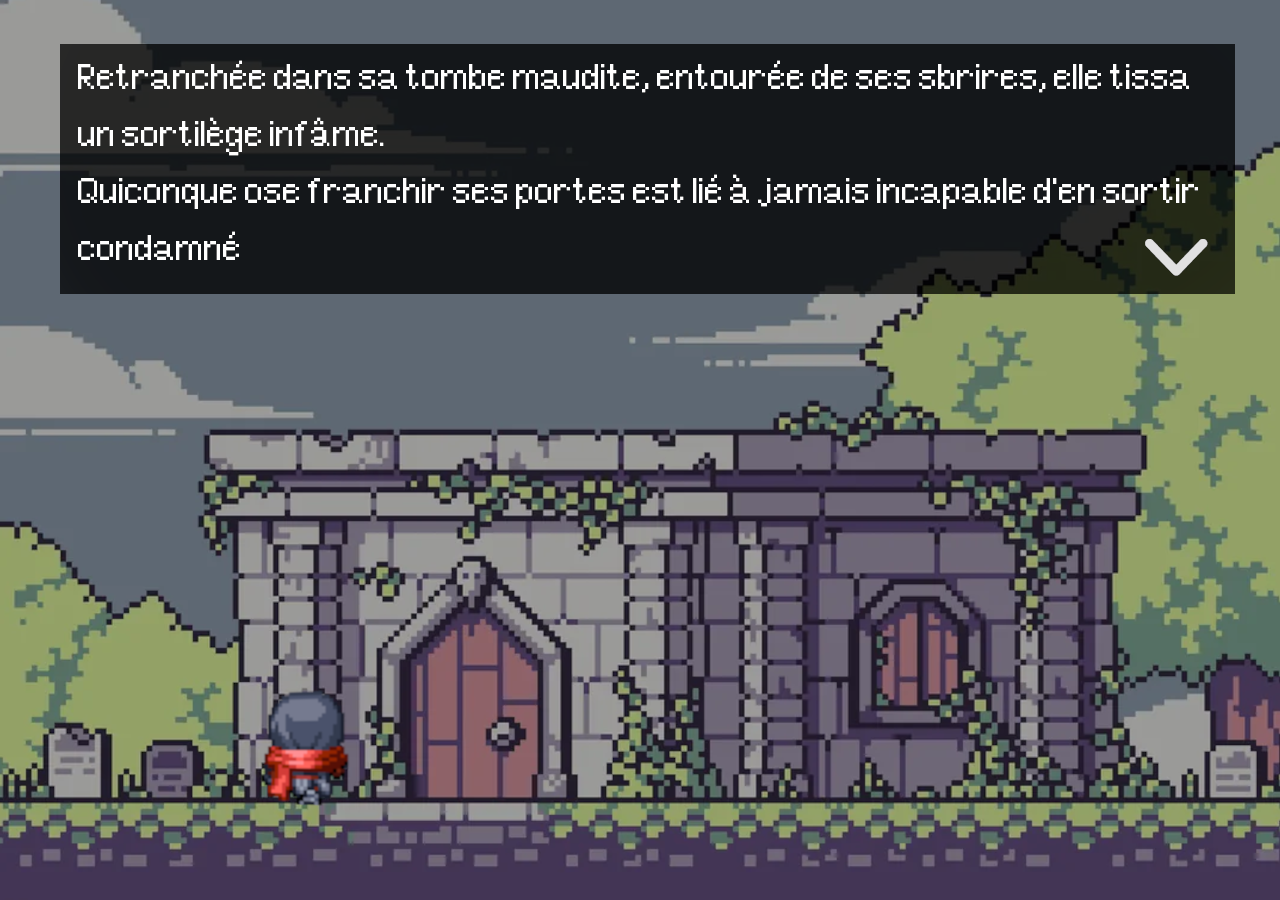 Retranchée dans sa tombe maudite, entourée de ses sbrires, elle tissa
un sortilège infâme.
Quiconque ose franchir ses portes est lié à jamais incapable d'en sortir
condamné